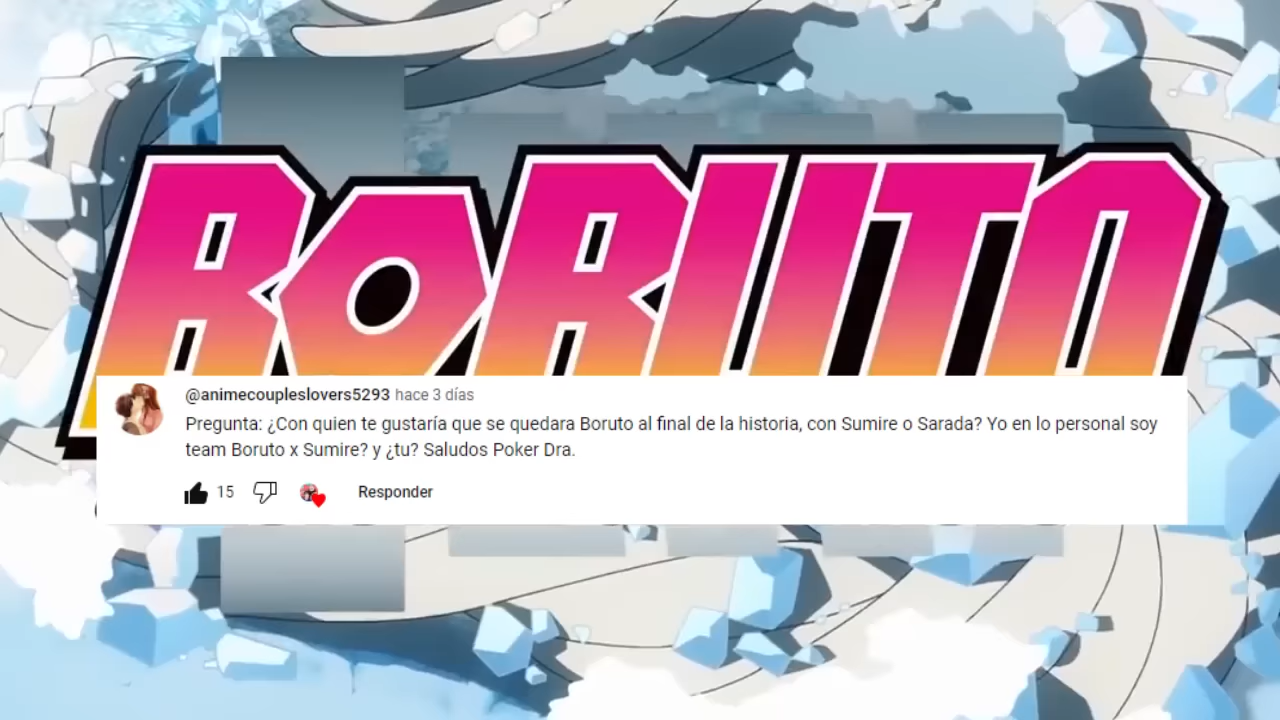 BORUTO
@animecoupleslovers5293 hace 3 días
Pregunta: ¿Con quien te gustaría que se quedara Boruto al final de la historia, con Sumire o Sarada? Yo en lo personal soy
team Boruto x Sumire? y ¿tu? Saludos Poker Dra.
15
Responder